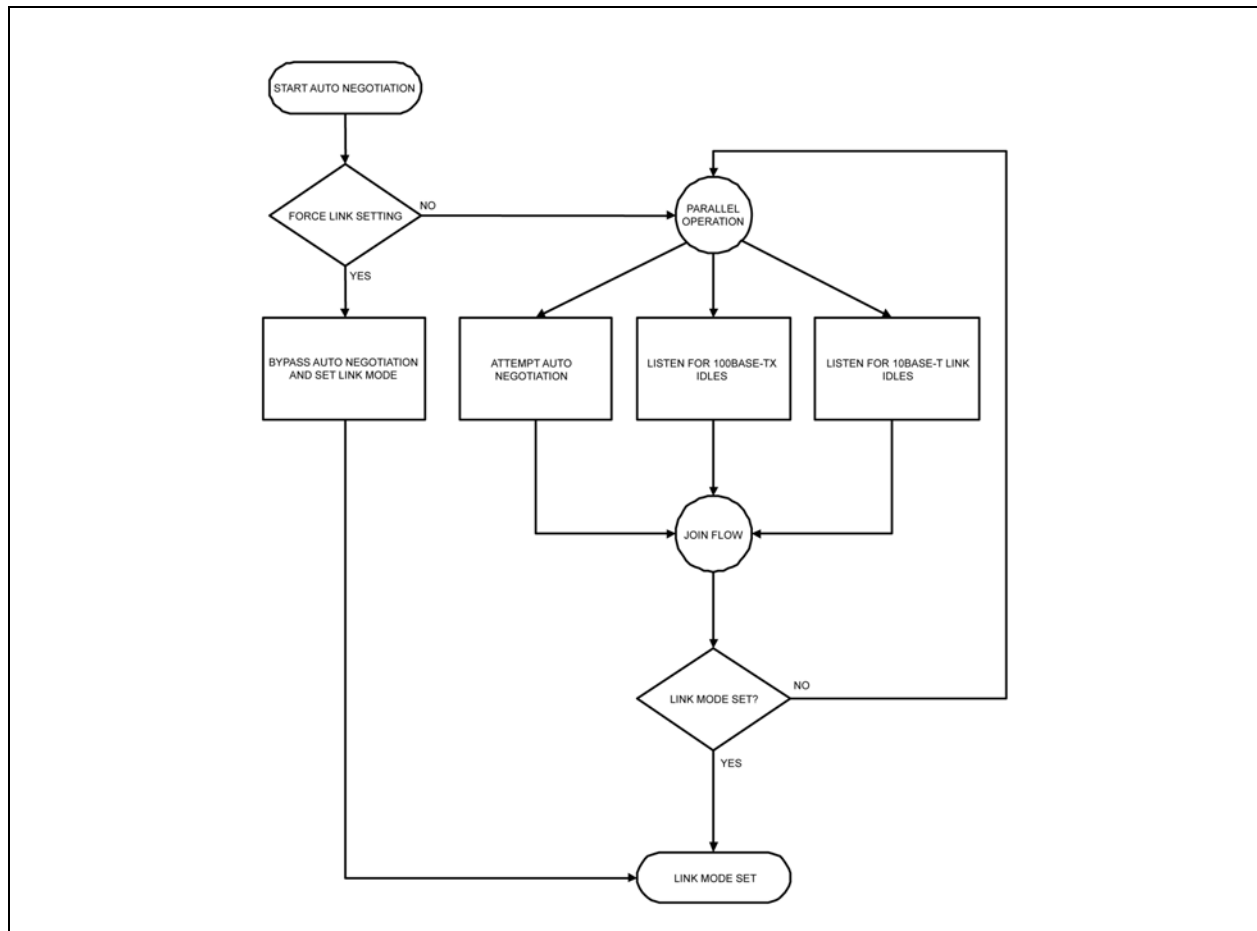 START AUTO NEGOTIATION
FORCE LINK SETTING
NO
PARALLEL
OPERATION
YES
BYPASS AUTO NEGOTIATION
AND SET LINK MODE
ATTEMPT AUTO
NEGOTIATION
LISTEN FOR 100BASE-TX
IDLES
LISTEN FOR 10BASE-T LINK
IDLES
JOIN FLOW
LINK MODE SET?
NO
YES
LINK MODE SET